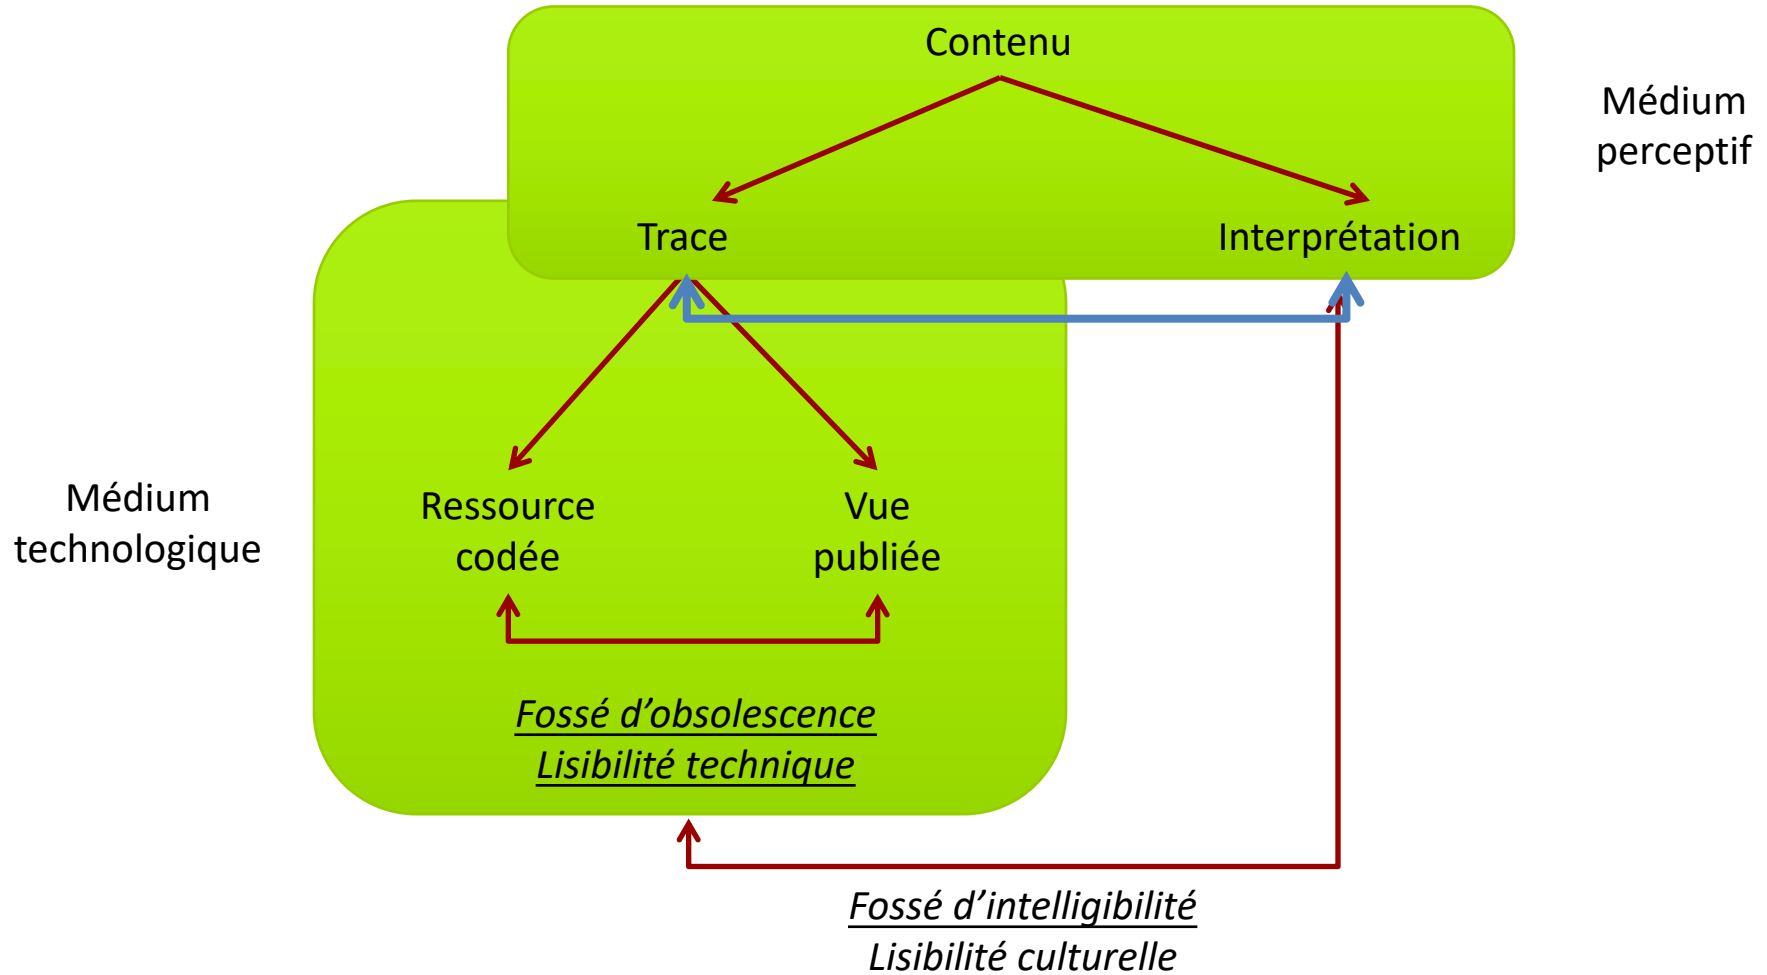 Contenu
Médium
perceptif
Trace
Interprétation
Médium
technologique
Ressource
codée
Vue
publiée
Fossé d’obsolescence
Lisibilité technique
Fossé d’intelligibilité
Lisibilité culturelle